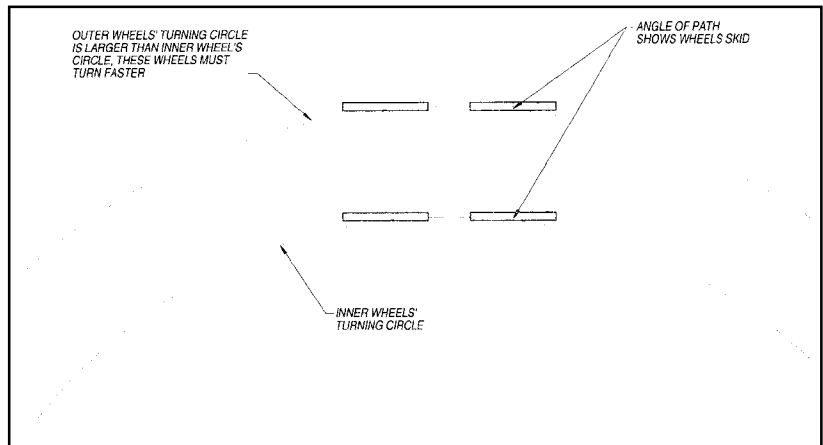 OUTER WHEELS' TURNING CIRCLE
IS LARGER THAN INNER WHEEL'S
CIRCLE, THESE WHEELS MUST
TURN FASTER
ANGLE OF PATH
SHOWS WHEELS SKID
INNER WHEELS'
TURNING CIRCLE